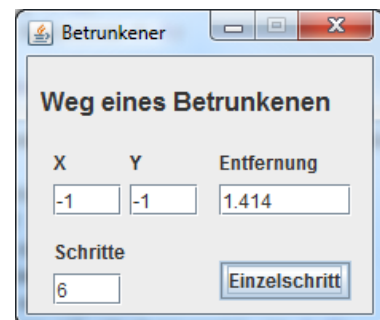 Betrunkener
Weg eines Betrunkenen
X Y Entfernung
-1 -1 1.414
Schritte
6 Einzelschritt